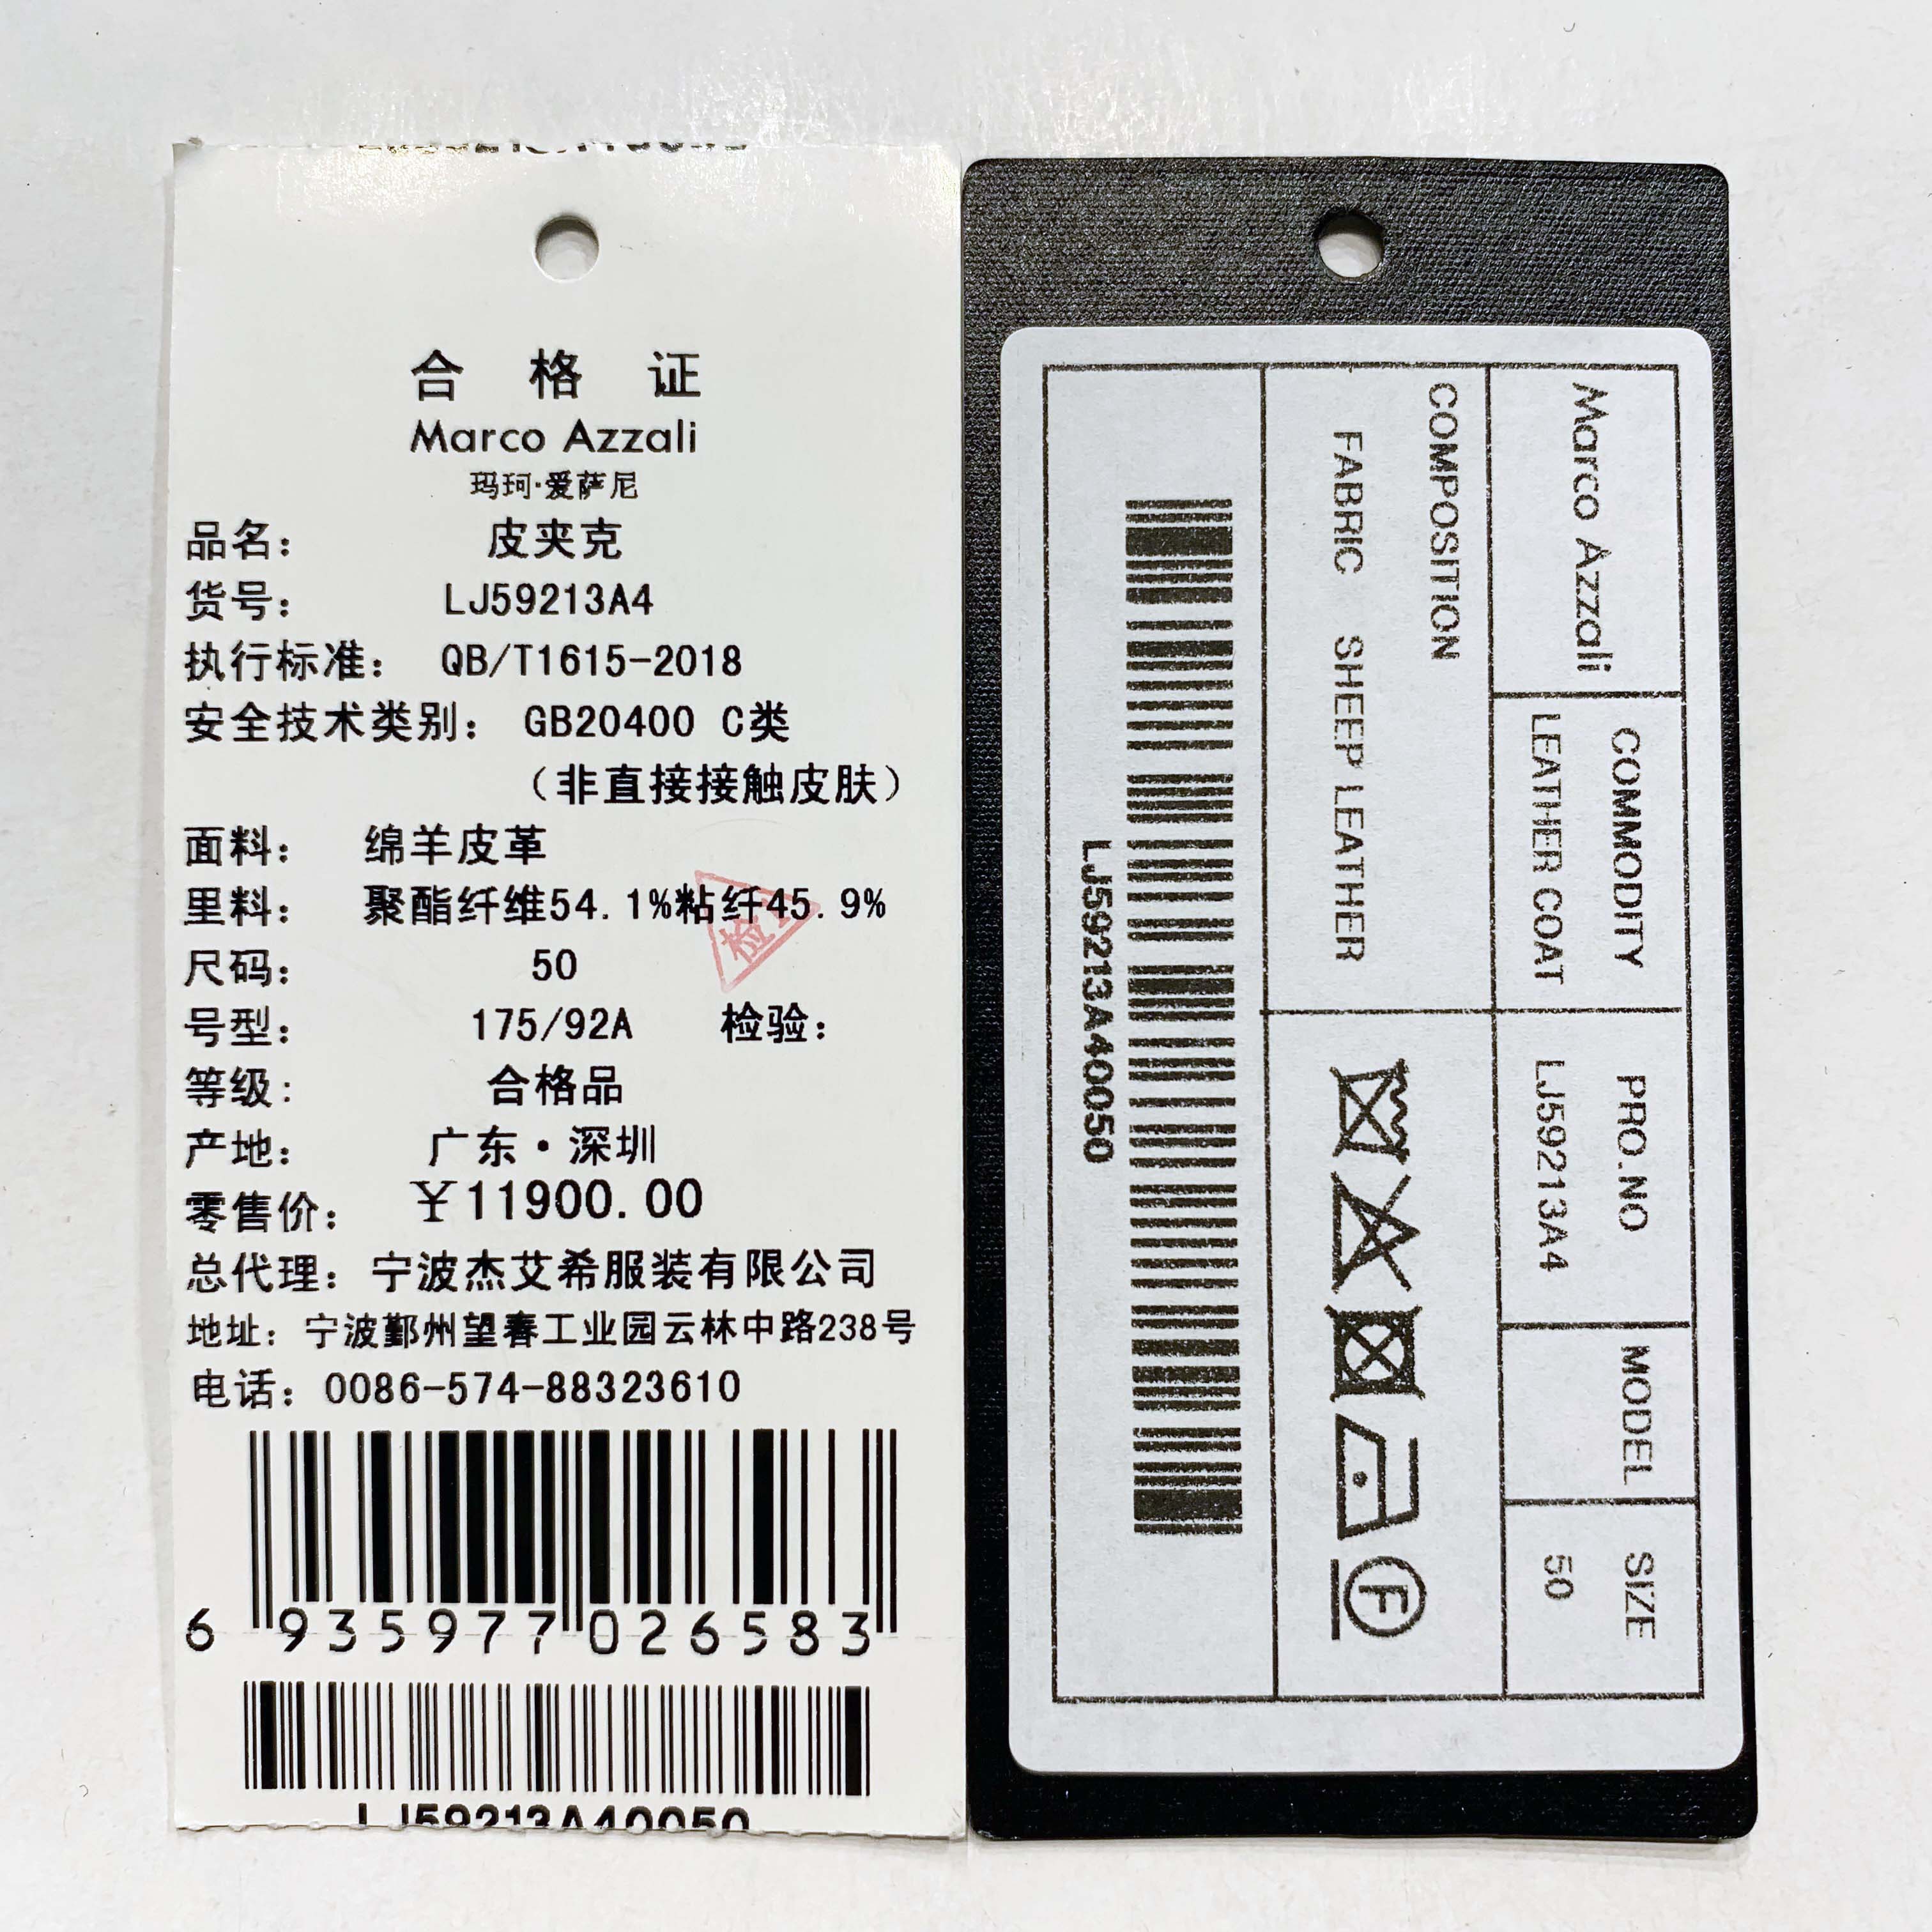 合格证
Marco Azzali
玛珂·爱萨尼
品名： 皮夹克
货号： LJ59213A4
执行标准： QB/T1615-2018
安全技术类别： GB20400 C类
（非直接接触皮肤）
面料： 绵羊皮革
里料： 聚酯纤维54.1%粘纤45.9%
检
尺码： 50
号型： 175/92A 检验：
等级： 合格品
产地： 广东·深圳
零售价： ￥11900.00
总代理： 宁波杰艾希服装有限公司
地址： 宁波鄞州望春工业园云林中路238号
电话： 0086-574-88323610
6 935977 026583
LJ59213A40050
Marco Azzali
COMMODITY
LEATHER COAT
PRO.NO
LJ59213A4
MODEL
SIZE
50
COMPOSITION
FABRIC SHEEP LEATHER
F
LJ59213A40050